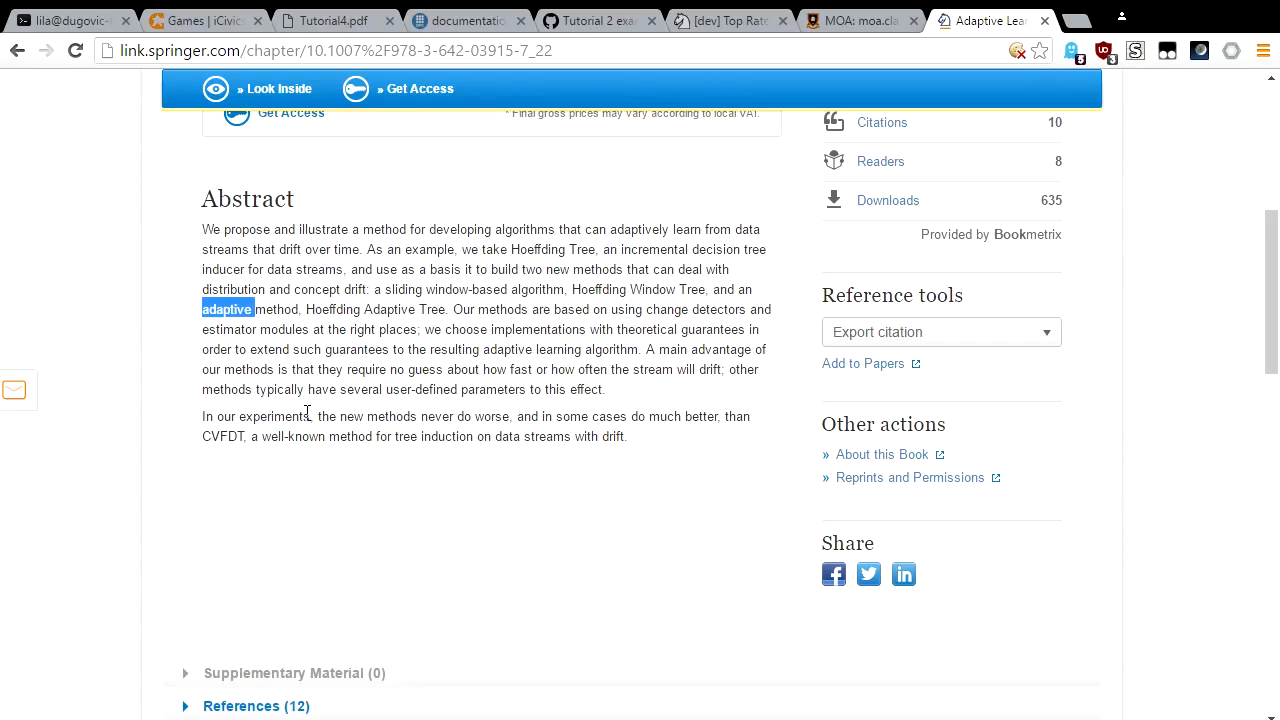 lila@dugovic-
Games | iCivics
Tutorial4.pdf
documentatio
Tutorial 2 exa
[dev] Top Rate
MOA: moa.cla
Adaptive Lear
link.springer.com/chapter/10.1007%2F978-3-642-03915-7_22
5
3
» Look Inside
» Get Access
Get Access
* Final gross prices may vary according to local VAT.
Abstract
We propose and illustrate a method for developing algorithms that can adaptively learn from data
streams that drift over time. As an example, we take Hoeffding Tree, an incremental decision tree
inducer for data streams, and use as a basis it to build two new methods that can deal with
distribution and concept drift: a sliding window-based algorithm, Hoeffding Window Tree, and an
adaptive method, Hoeffding Adaptive Tree. Our methods are based on using change detectors and
estimator modules at the right places; we choose implementations with theoretical guarantees in
order to extend such guarantees to the resulting adaptive learning algorithm. A main advantage of
our methods is that they require no guess about how fast or how often the stream will drift; other
methods typically have several user-defined parameters to this effect.
In our experiments, the new methods never do worse, and in some cases do much better, than
CVFDT, a well-known method for tree induction on data streams with drift.
Citations 10
Readers 8
Downloads 635
Provided by Bookmetrix
Reference tools
Export citation
Add to Papers
Other actions
» About this Book
» Reprints and Permissions
Share
Supplementary Material (0)
References (12)